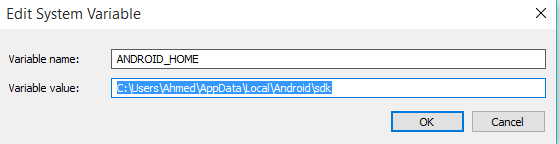 Edit System Variable
Variable name: ANDROID_HOME
Variable value: C:\Users\Ahmed\AppData\Local\Android\sdk
OK Cancel